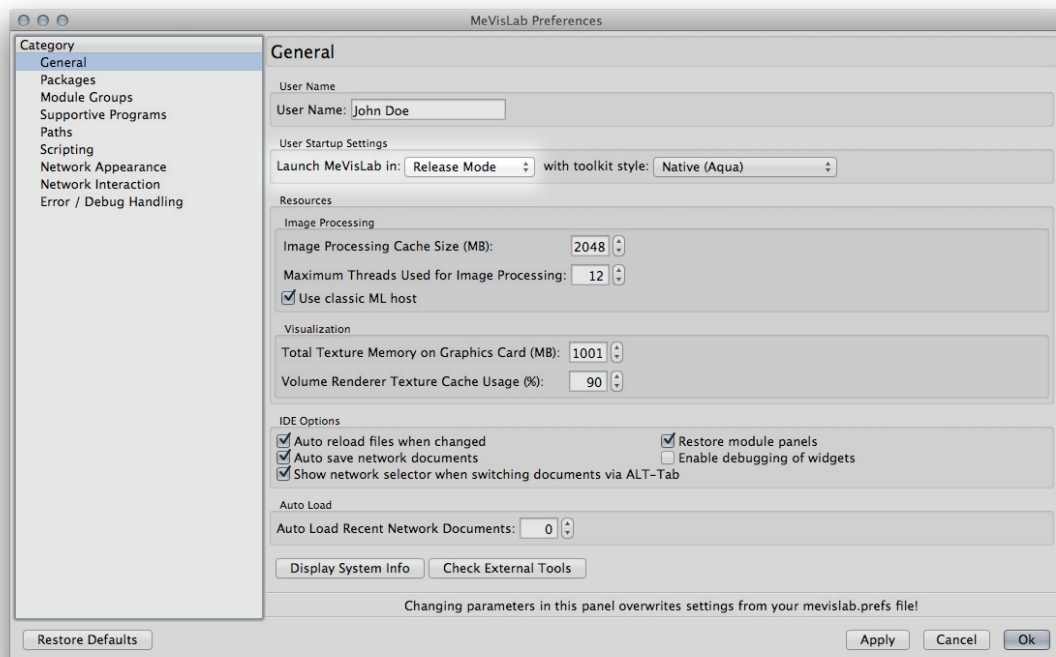 MeVisLab Preferences
Category
General
Packages
Module Groups
Supportive Programs
Paths
Scripting
Network Appearance
Network Interaction
Error / Debug Handling
General
User Name
User Name: John Doe
User Startup Settings
Launch MeVisLab in: Release Mode with toolkit style: Native (Aqua)
Resources
Image Processing
Image Processing Cache Size (MB): 2048
Maximum Threads Used for Image Processing: 12
Use classic ML host
Visualization
Total Texture Memory on Graphics Card (MB): 1001
Volume Renderer Texture Cache Usage (%): 90
IDE Options
Auto reload files when changed Restore module panels
Auto save network documents Enable debugging of widgets
Show network selector when switching documents via ALT-Tab
Auto Load
Auto Load Recent Network Documents: 0
Display System Info Check External Tools
Changing parameters in this panel overwrites settings from your mevislab.prefs file!
Restore Defaults Apply Cancel Ok